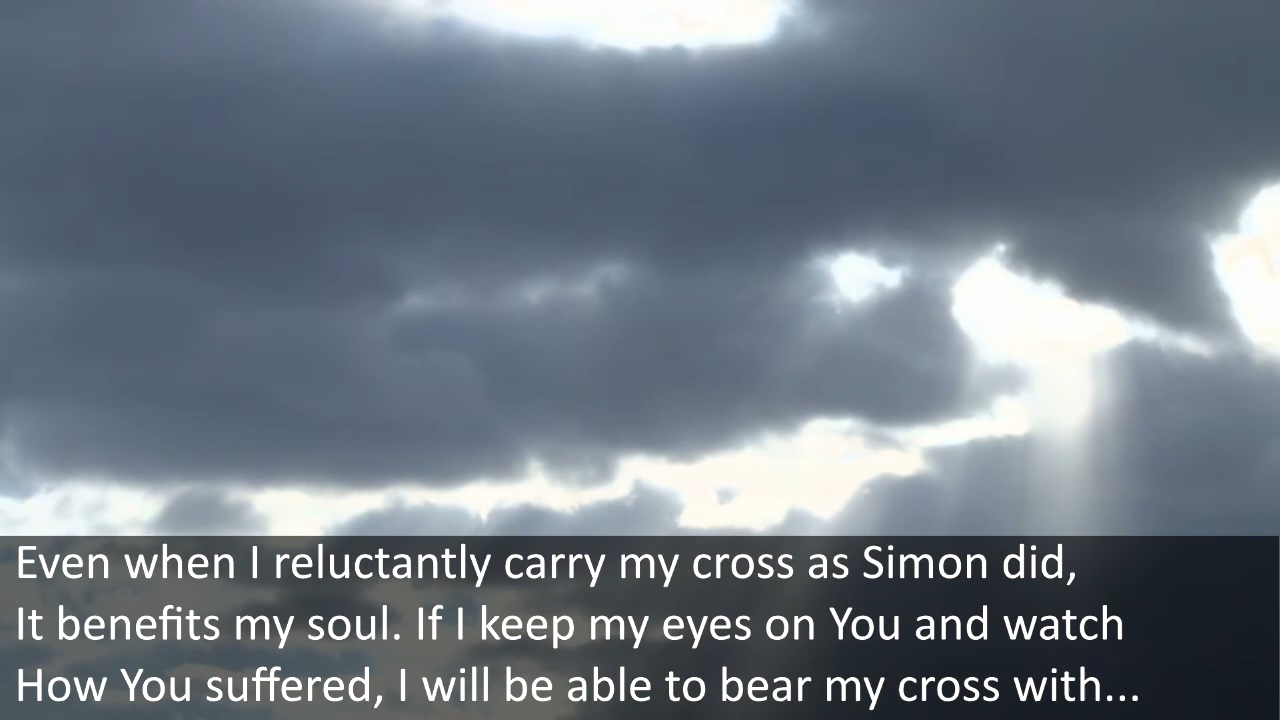 Even when I reluctantly carry my cross as Simon did,
It benefits my soul. If I keep my eyes on You and watch
How You suffered, I will be able to bear my cross with...